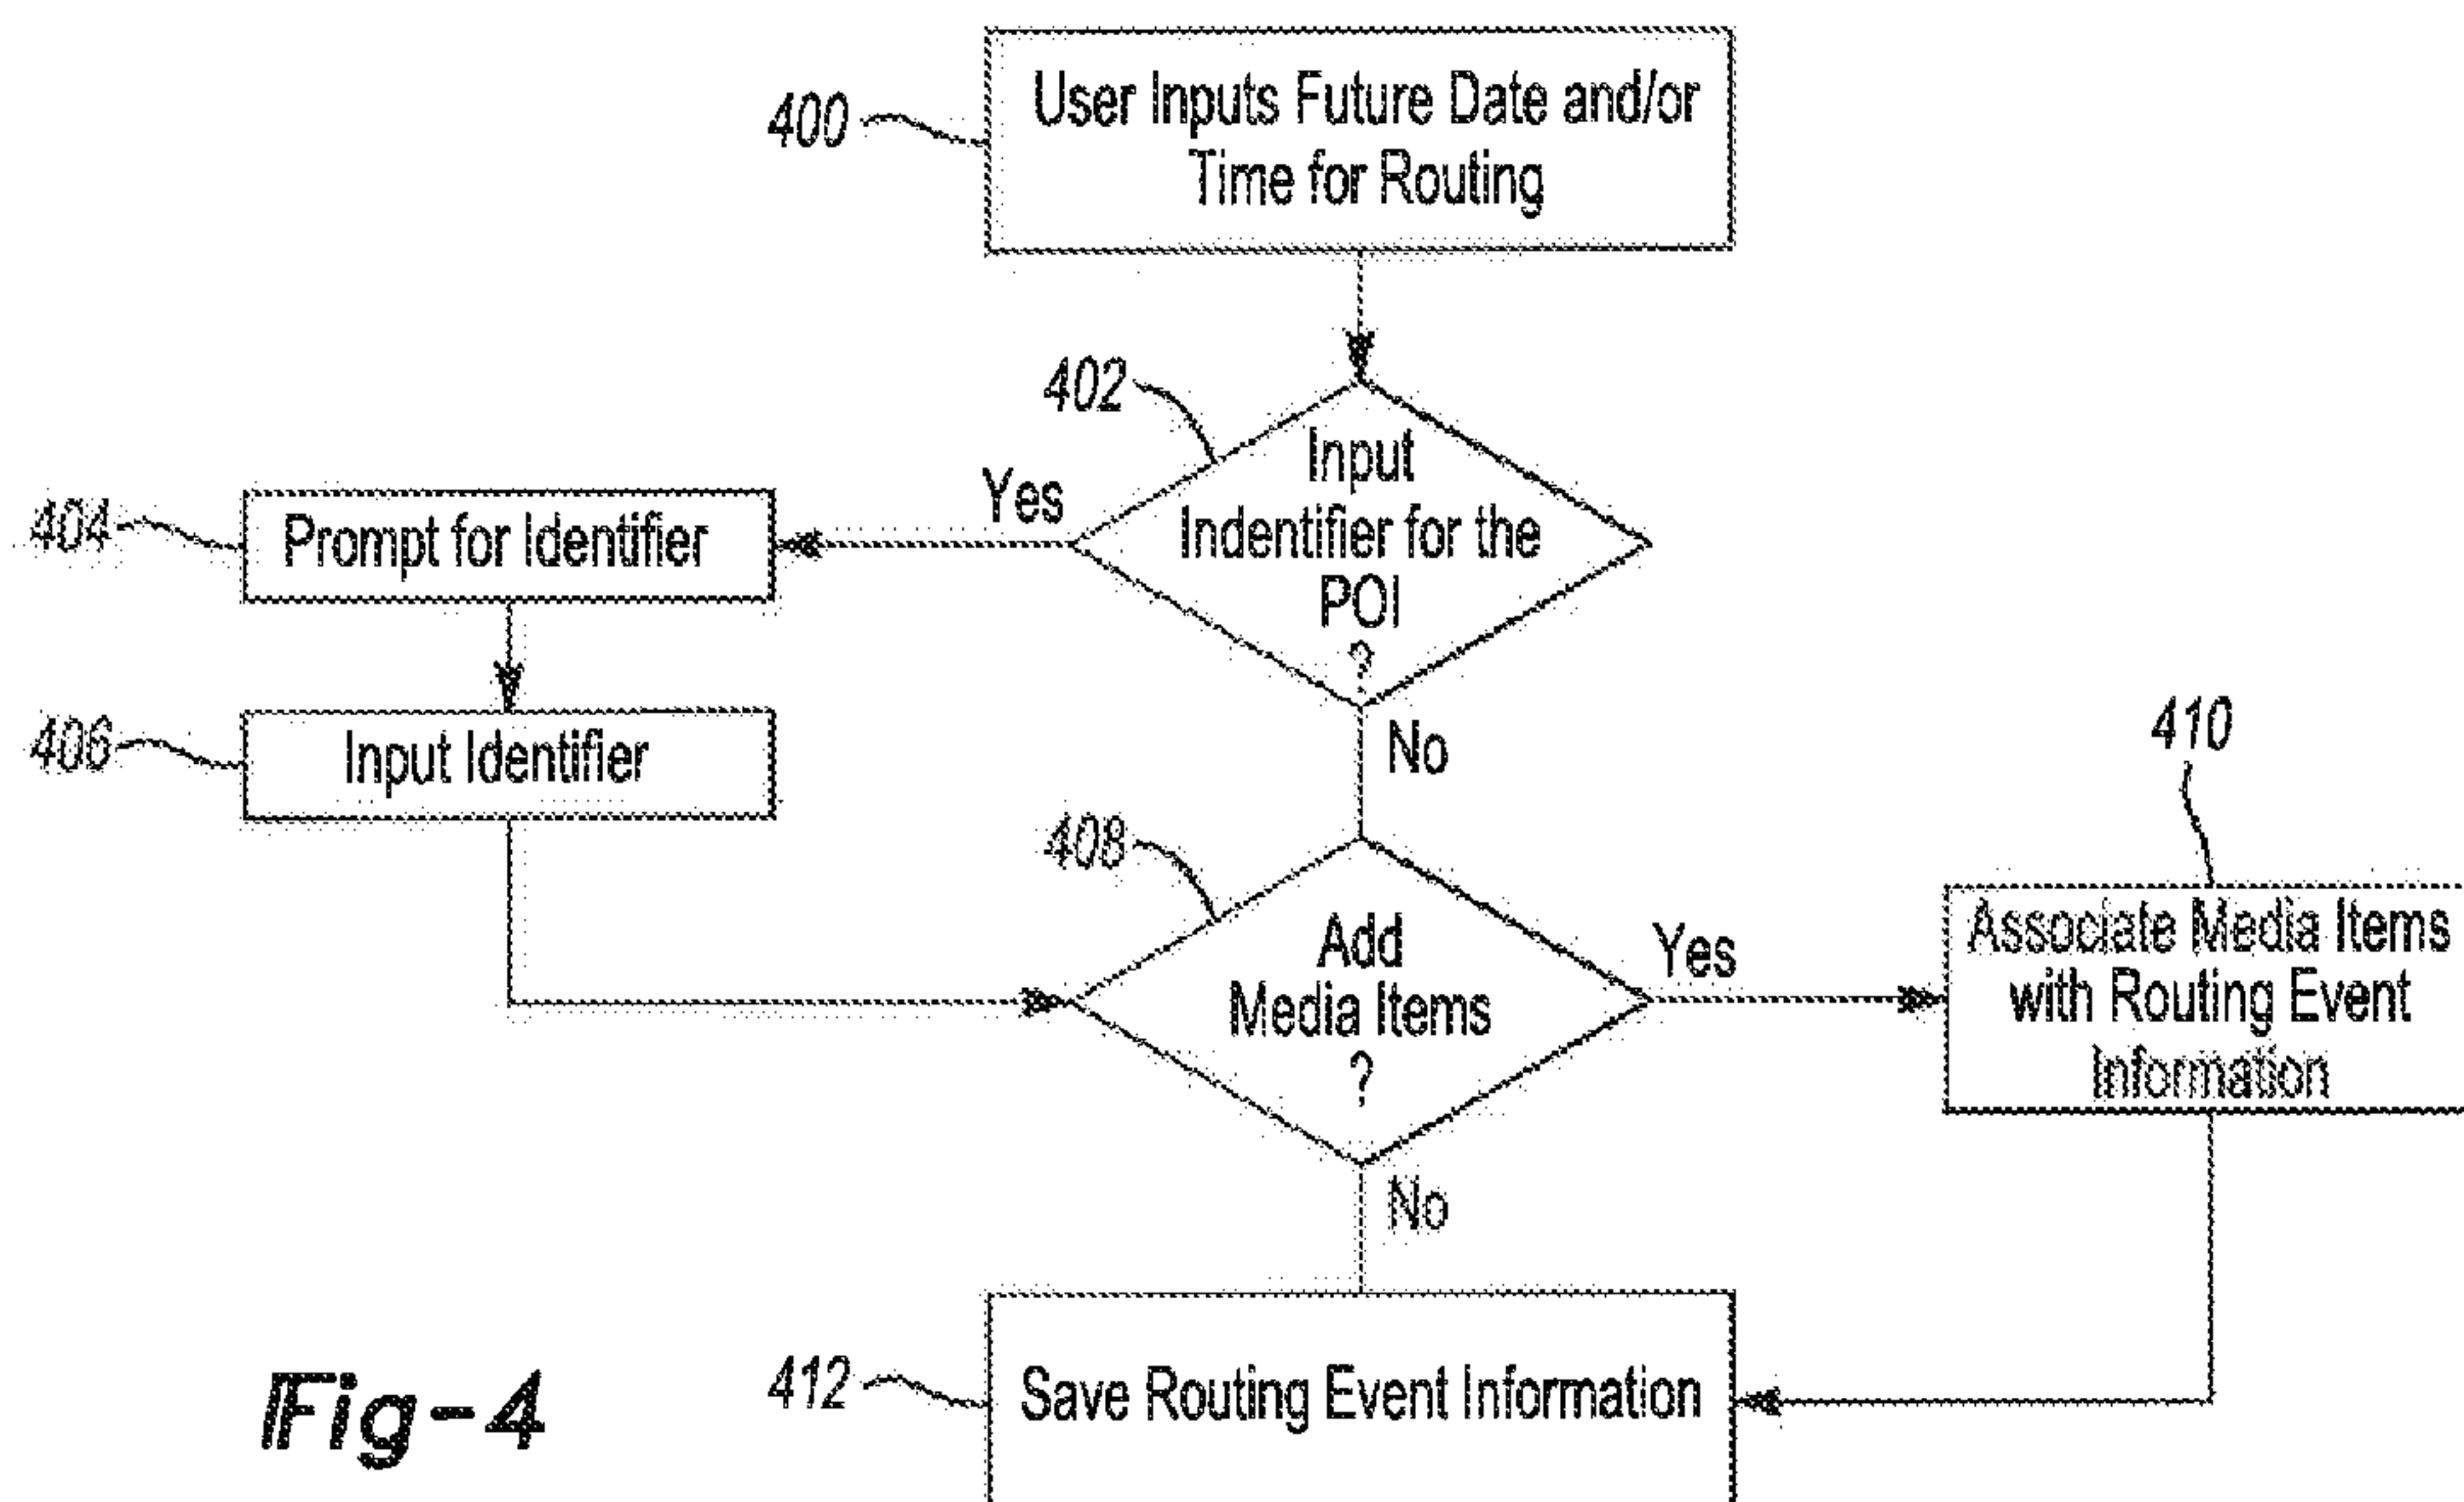 400
User Inputs Future Date and/or
Time for Routing
402
Input
Indentifier for the
POI
?
Yes
No
404
Prompt for Identifier
406
Input Identifier
408
Add
Media Items
?
Yes
No
410
Associate Media Items
with Routing Event
Information
412
Save Routing Event Information
Fig-4